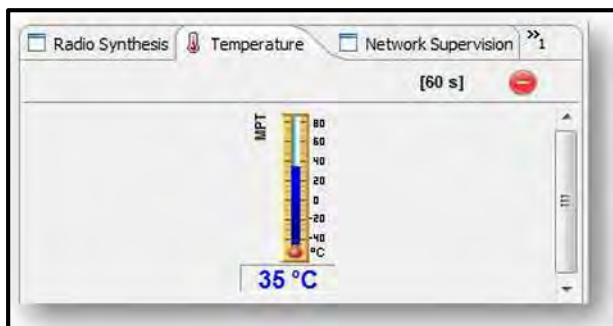 Radio Synthesis Temperature Network Supervision »1
[60 s]
MPT
80
60
40
20
0
-20
-40
°C
35 °C